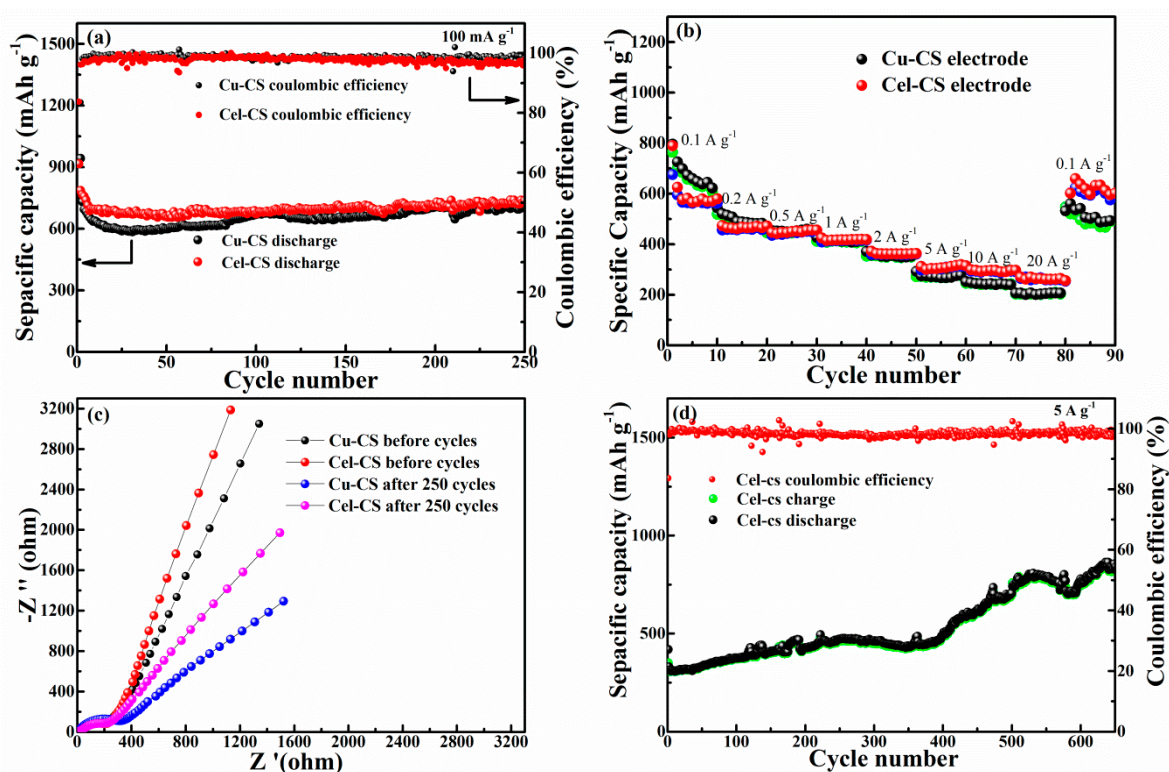 (a)
100 mA g-1
Cu-CS coulombic efficiency
Cel-CS coulombic efficiency
Cu-CS discharge
Cel-CS discharge
Sepacific capacity (mAh g-1)
Coulombic efficiency (%)
0 300 600 900 1200 1500
0 20 40 60 80 100
0 50 100 150 200 250
Cycle number
(b)
Cu-CS electrode
Cel-CS electrode
0.1 A g-1
0.2 A g-1
0.5 A g-1
1 A g-1
2 A g-1
5 A g-1
10 A g-1
20 A g-1
0.1 A g-1
Specific Capacity (mAh g-1)
0 200 400 600 800 1000 1200
0 10 20 30 40 50 60 70 80 90
Cycle number
(c)
Cu-CS before cycles
Cel-CS before cycles
Cu-CS after 250 cycles
Cel-CS after 250 cycles
-Z '' (ohm)
0 400 800 1200 1600 2000 2400 2800 3200
0 400 800 1200 1600 2000 2400 2800 3200
Z '(ohm)
(d)
5 A g-1
Cel-cs coulombic efficiency
Cel-cs charge
Cel-cs discharge
Sepacific capacity (mAh g-1)
Coulombic efficiency (%)
0 500 1000 1500
0 20 40 60 80 100
0 100 200 300 400 500 600
Cycle number